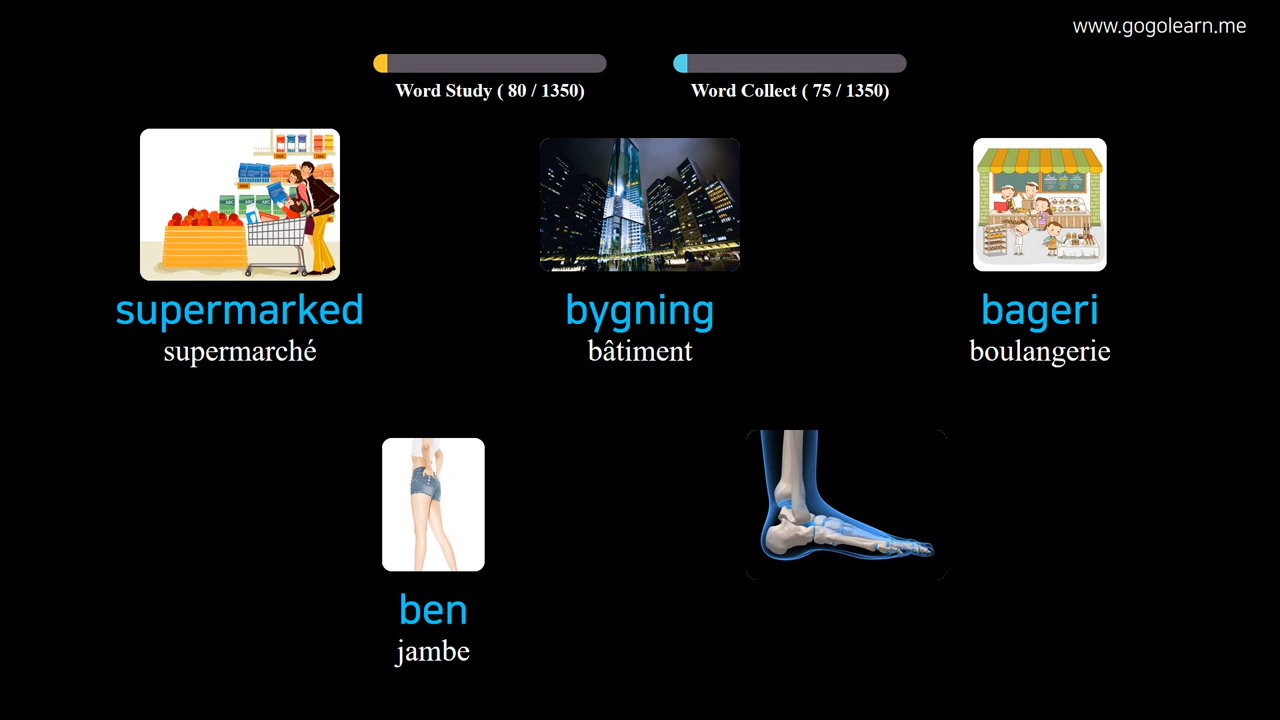 www.gogolearn.me
Word Study ( 80 / 1350)
Word Collect ( 75 / 1350)
supermarked
supermarché
bygning
bâtiment
bageri
boulangerie
ben
jambe